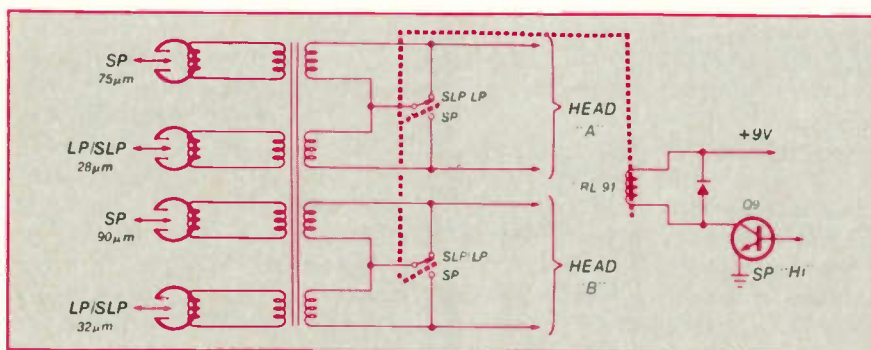 SP
75µm
LP/SLP
28µm
SP
90µm
LP/SLP
32µm
SLP LP
SP
SLP LP
SP
HEAD
"A"
HEAD
"B"
RL 91
+9V
Q9
SP "HI"